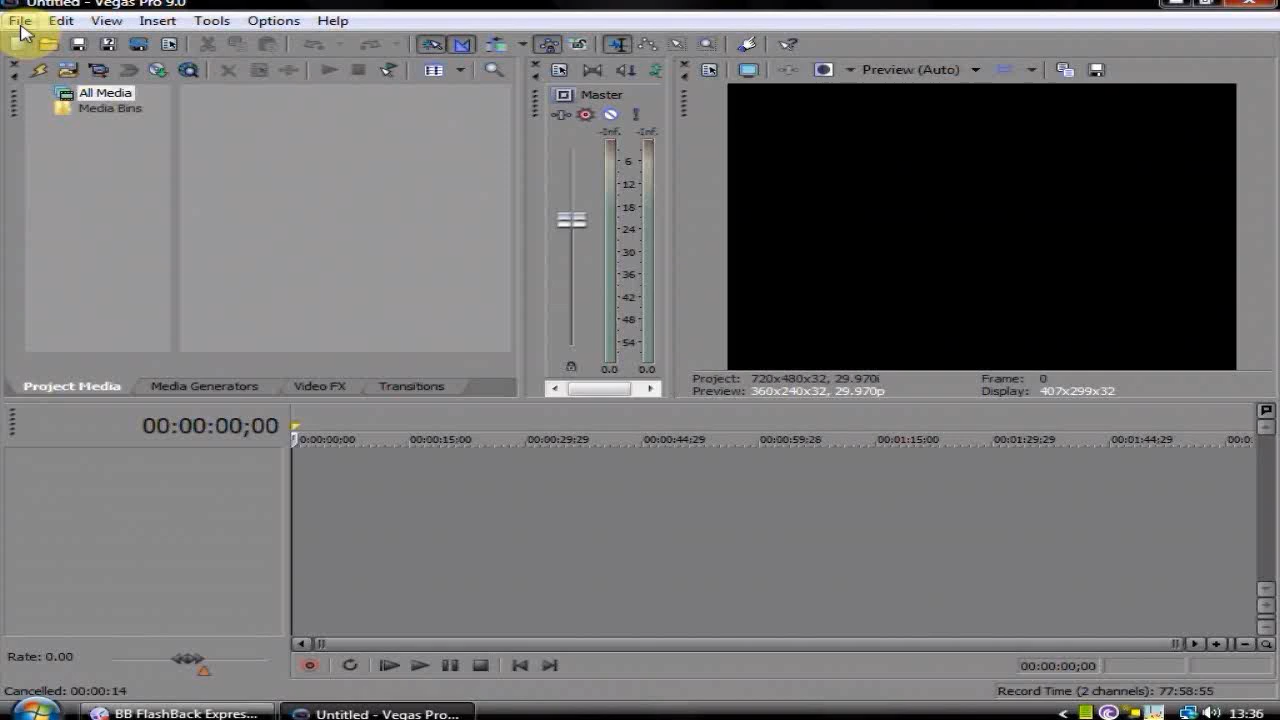 Untitled - Vegas Pro 9.0
File Edit View Insert Tools Options Help
Preview (Auto)
All Media
Media Bins
Master
-Inf. -Inf.
6
12
18
24
30
36
42
48
54
0.0 0.0
Project Media Media Generators Video FX Transitions
Project: 720x480x32, 29.970i Frame: 0
Preview: 360x240x32, 29.970p Display: 407x299x32
00:00:00;00
0:00:00;00 00:00:15;00 00:00:29;29 00:00:44;29 00:00:59;28 00:01:15;00 00:01:29;29 00:01:44;29 00:0
Rate: 0.00
00:00:00;00
Cancelled: 00:00:14
Record Time (2 channels): 77:58:55
BB FlashBack Expres... Untitled - Vegas Pro... 13:36